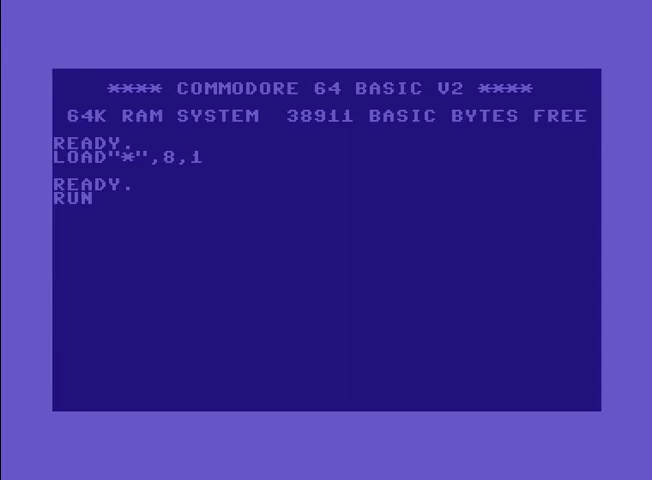 **** COMMODORE 64 BASIC V2 ****
64K RAM SYSTEM  38911 BASIC BYTES FREE
READY.
LOAD"*",8,1
READY.
RUN